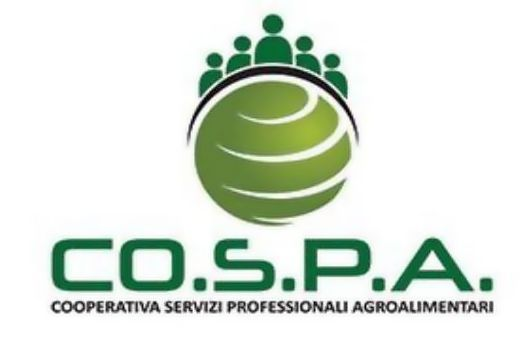 CO.S.P.A.
COOPERATIVA SERVIZI PROFESSIONALI AGROALIMENTARI